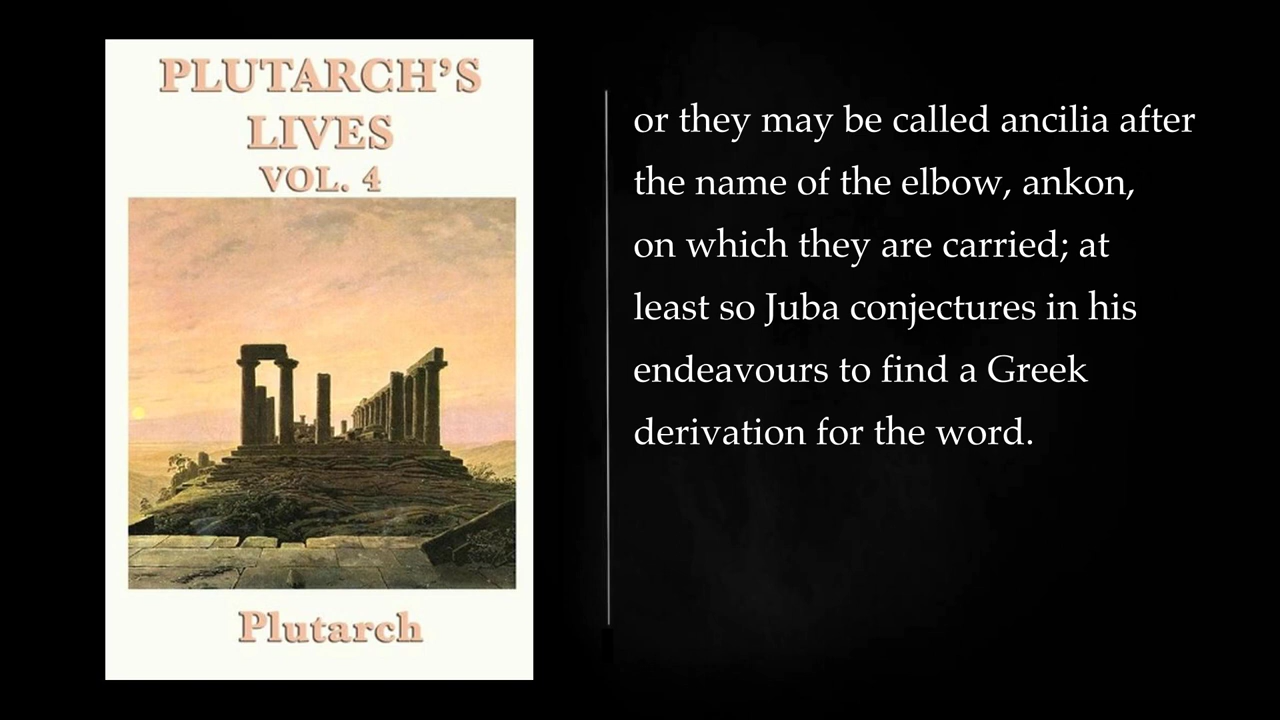 PLUTARCH'S
LIVES
VOL. 4
Plutarch
or they may be called ancilia after
the name of the elbow, ankon,
on which they are carried; at
least so Juba conjectures in his
endeavours to find a Greek
derivation for the word.